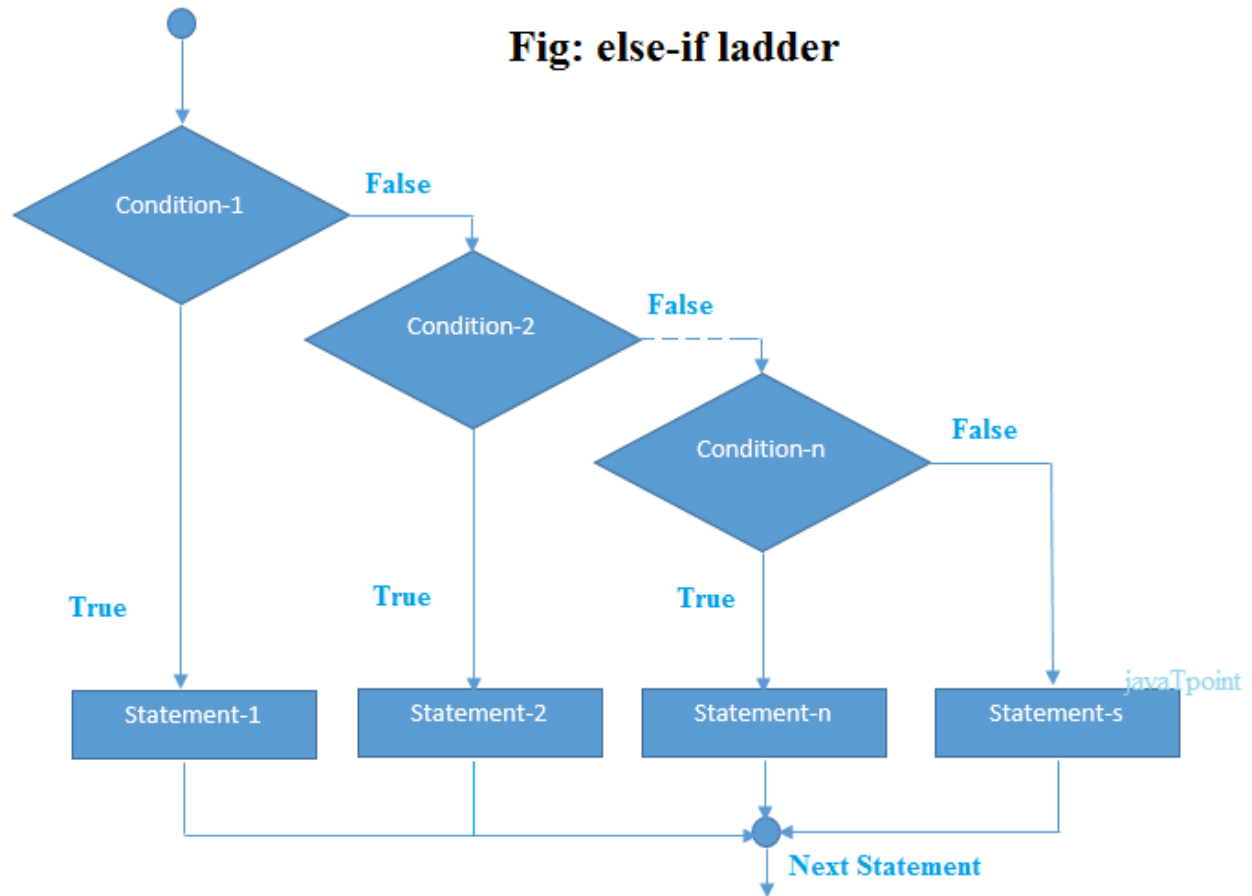 Fig: else-if ladder
Condition-1
False
Condition-2
False
Condition-n
False
True
True
True
javaTpoint
Statement-1
Statement-2
Statement-n
Statement-s
Next Statement